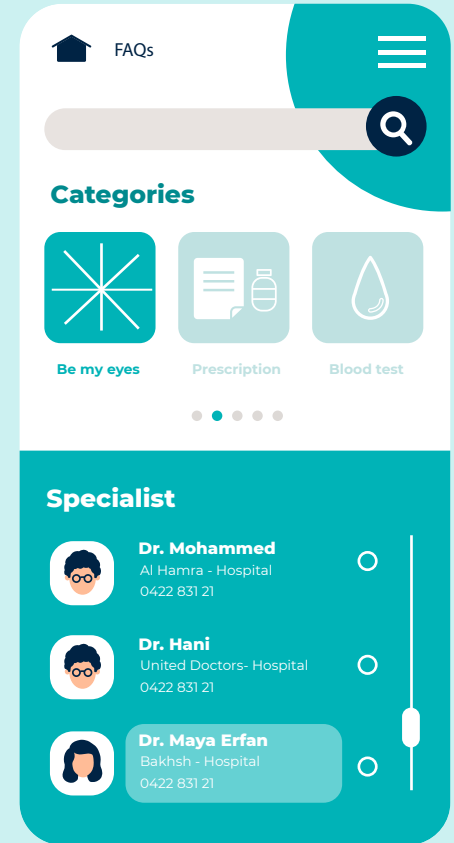 FAQs
Categories
Be my eyes
Prescription
Blood test
Specialist
Dr. Mohammed
Al Hamra - Hospital
0422 831 21
Dr. Hani
United Doctors- Hospital
0422 831 21
Dr. Maya Erfan
Bakhsh - Hospital
0422 831 21